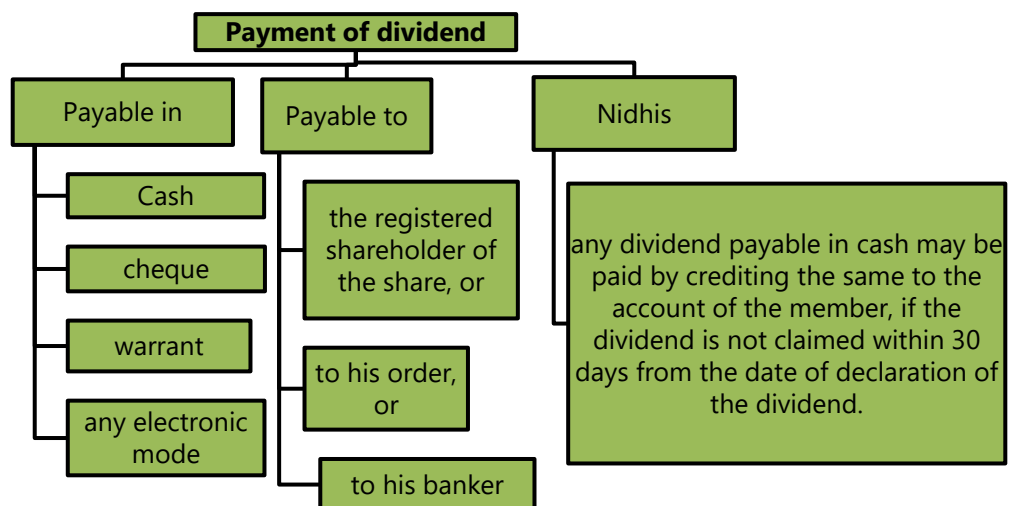 Payment of dividend
Payable in
Cash
cheque
warrant
any electronic
mode
Payable to
the registered
shareholder of
the share, or
to his order,
or
to his banker
Nidhis
any dividend payable in cash may be
paid by crediting the same to the
account of the member, if the
dividend is not claimed within 30
days from the date of declaration of
the dividend.